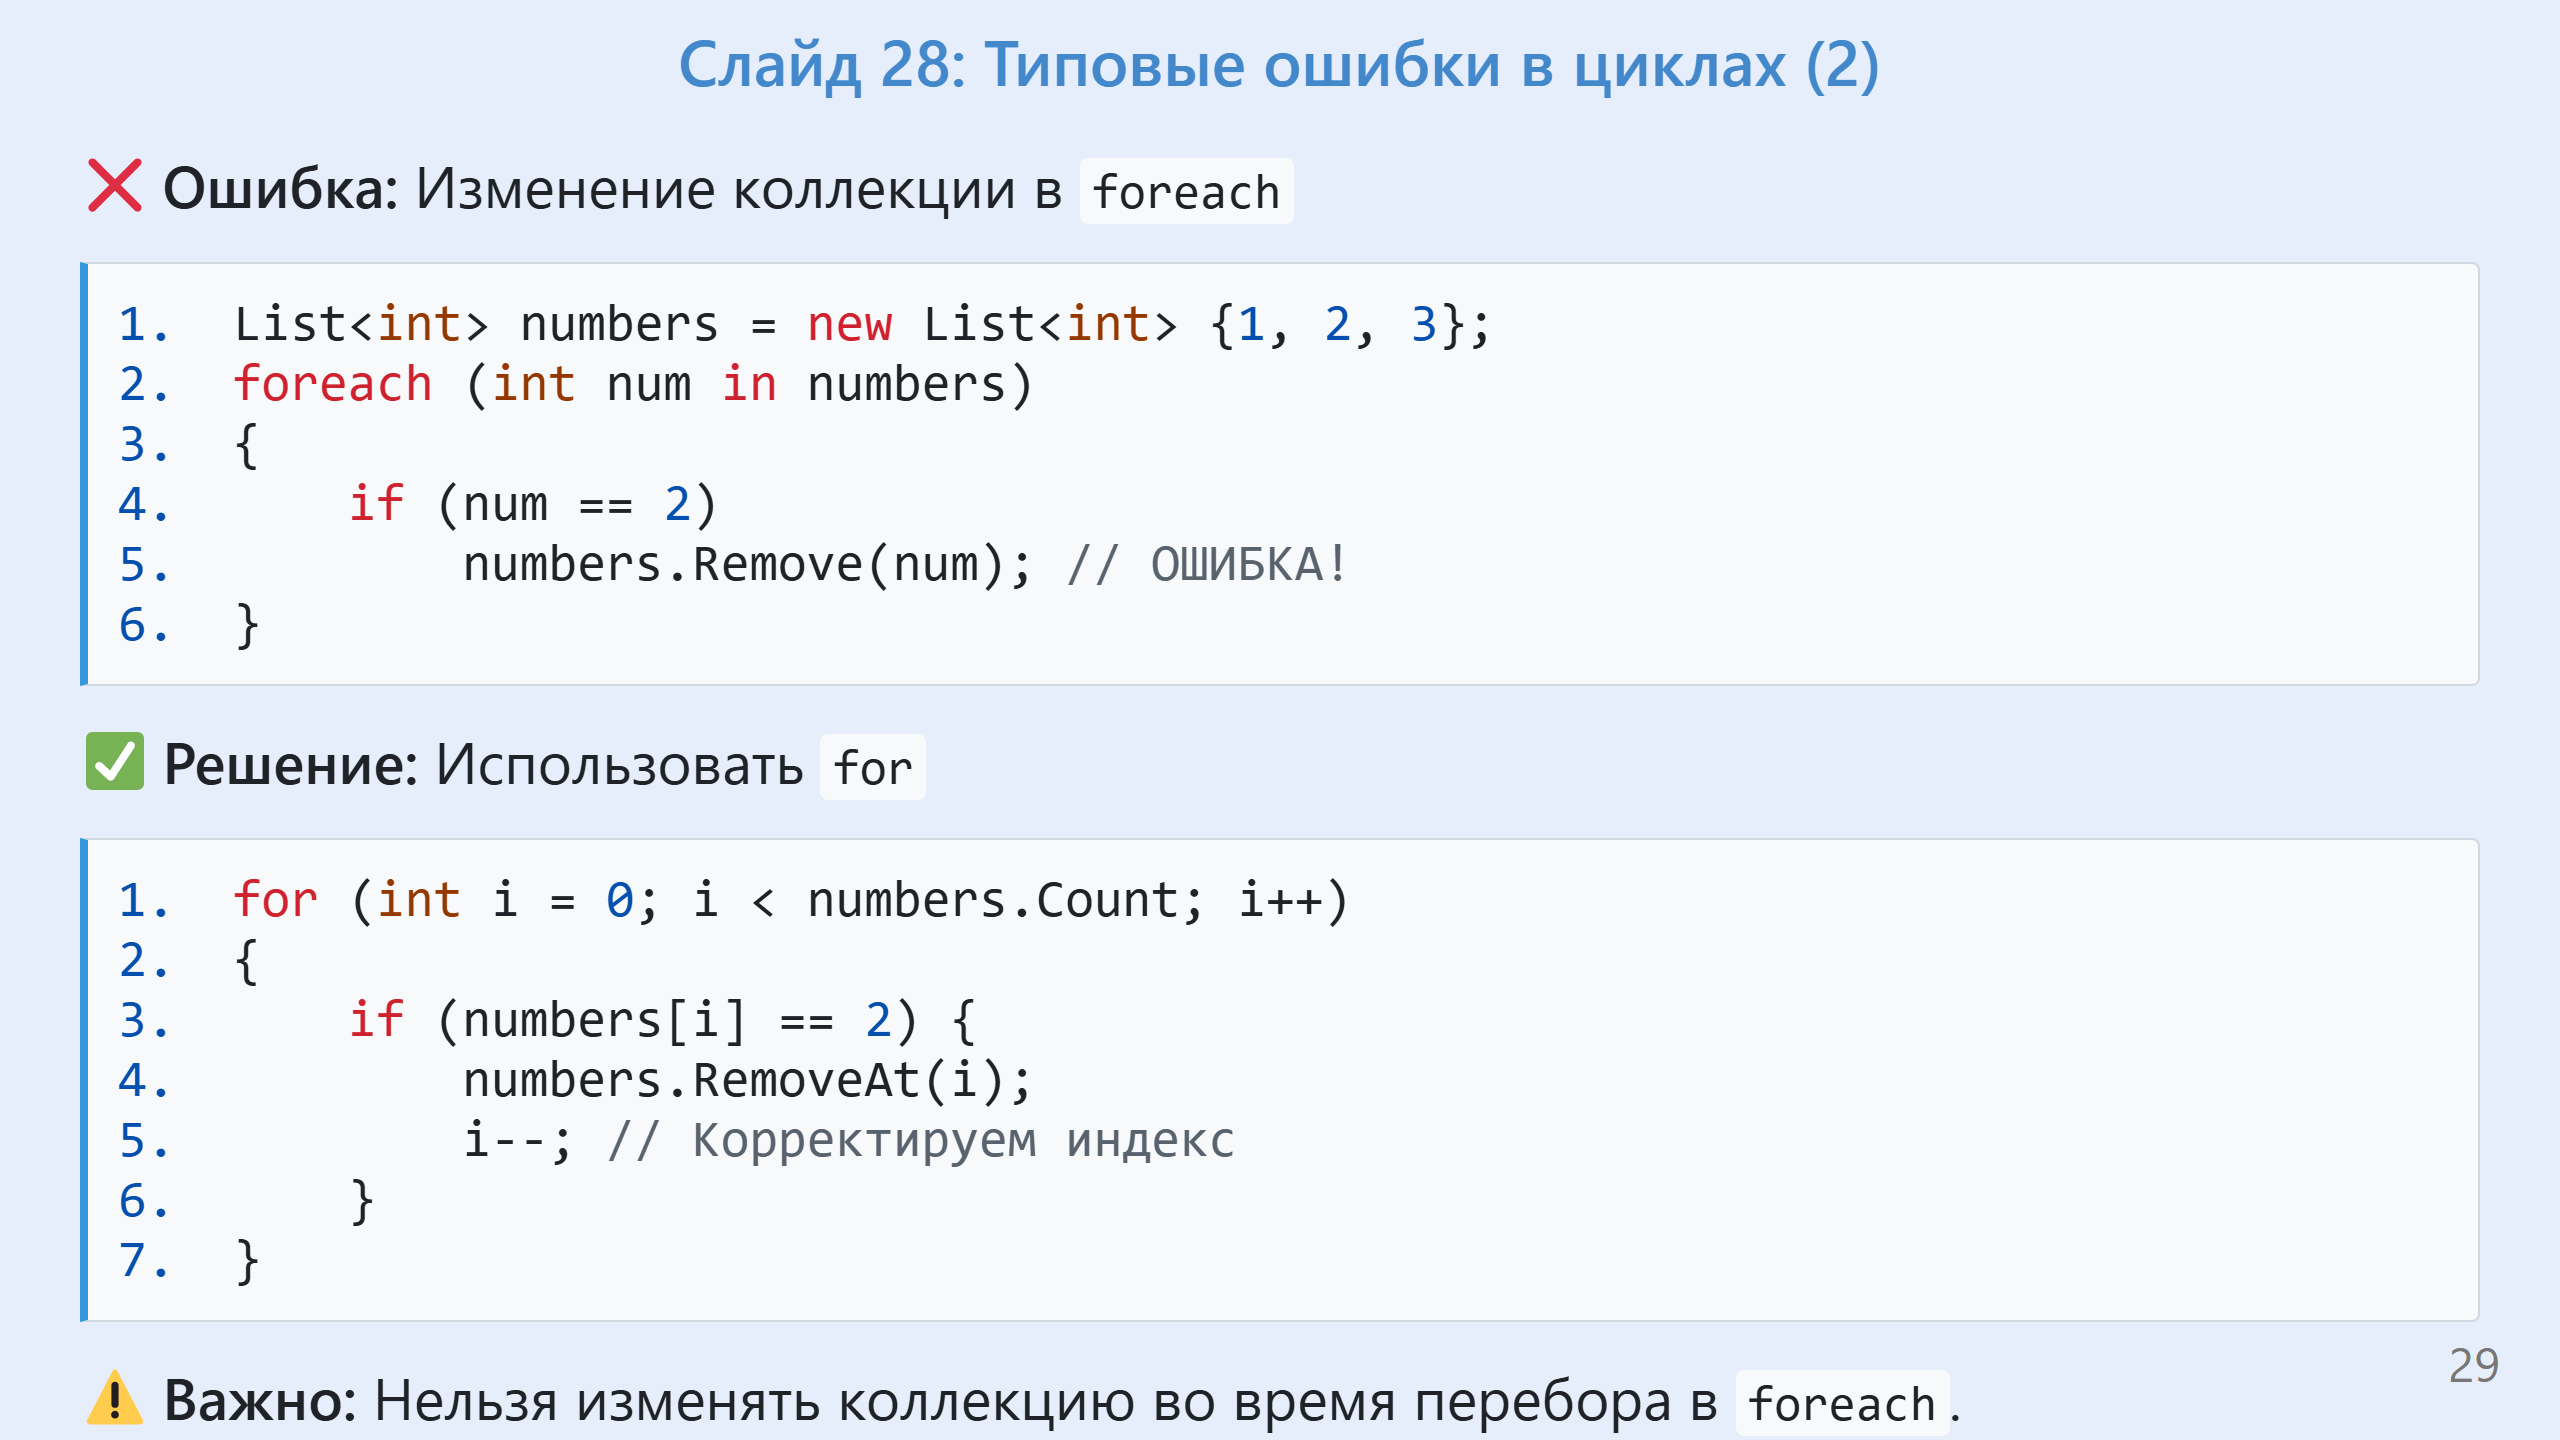 Слайд 28: Типовые ошибки в циклах (2)
❌ Ошибка: Изменение коллекции в foreach
1.  List<int> numbers = new List<int> {1, 2, 3};
2.  foreach (int num in numbers)
3.  {
4.      if (num == 2)
5.          numbers.Remove(num); // ОШИБКА!
6.  }
✅ Решение: Использовать for
1.  for (int i = 0; i < numbers.Count; i++)
2.  {
3.      if (numbers[i] == 2) {
4.          numbers.RemoveAt(i);
5.          i--; // Корректируем индекс
6.      }
7.  }
⚠️ Важно: Нельзя изменять коллекцию во время перебора в foreach.
29